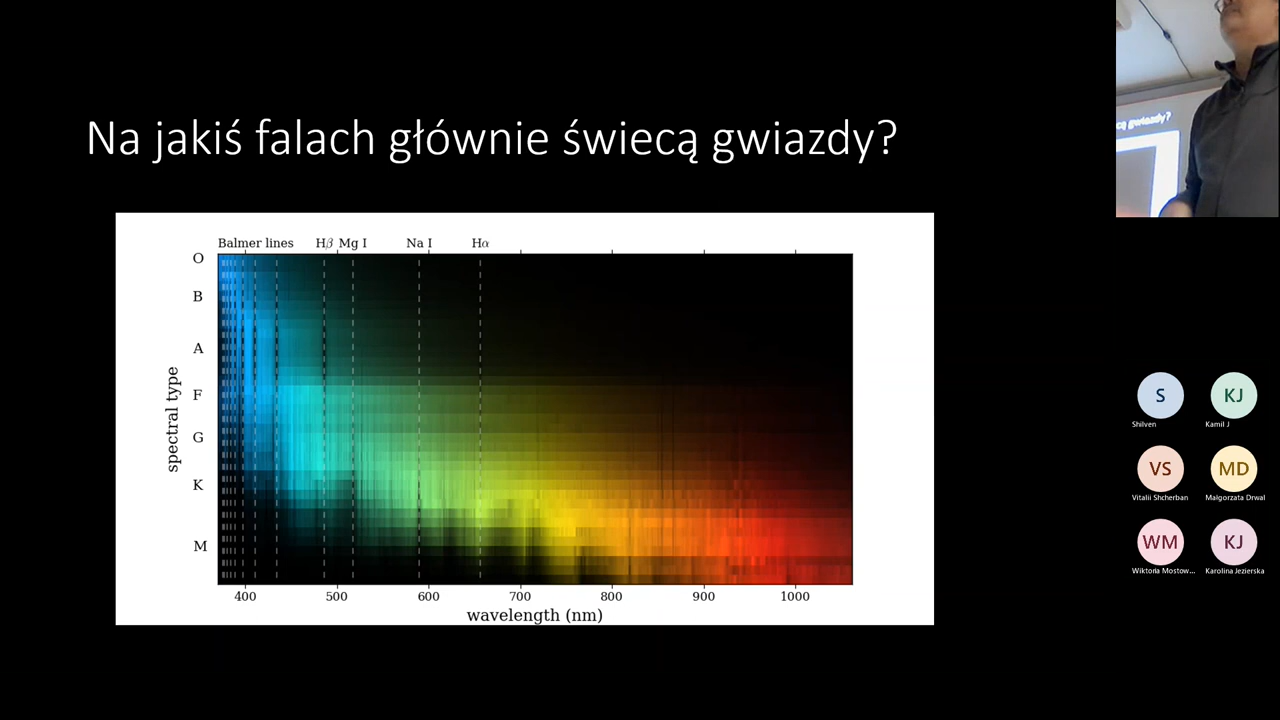 Na jakiś falach głównie świecą gwiazdy?
cą gwiazdy?
Balmer lines Hβ Mg I Na I Hα
O
B
A
F
G
K
M
spectral type
400 500 600 700 800 900 1000
wavelength (nm)
S KJ
Shilven Kamil J
VS MD
Vitalii Shcherban Małgorzata Drwal
WM KJ
Wiktoria Mostow... Karolina Jezierska